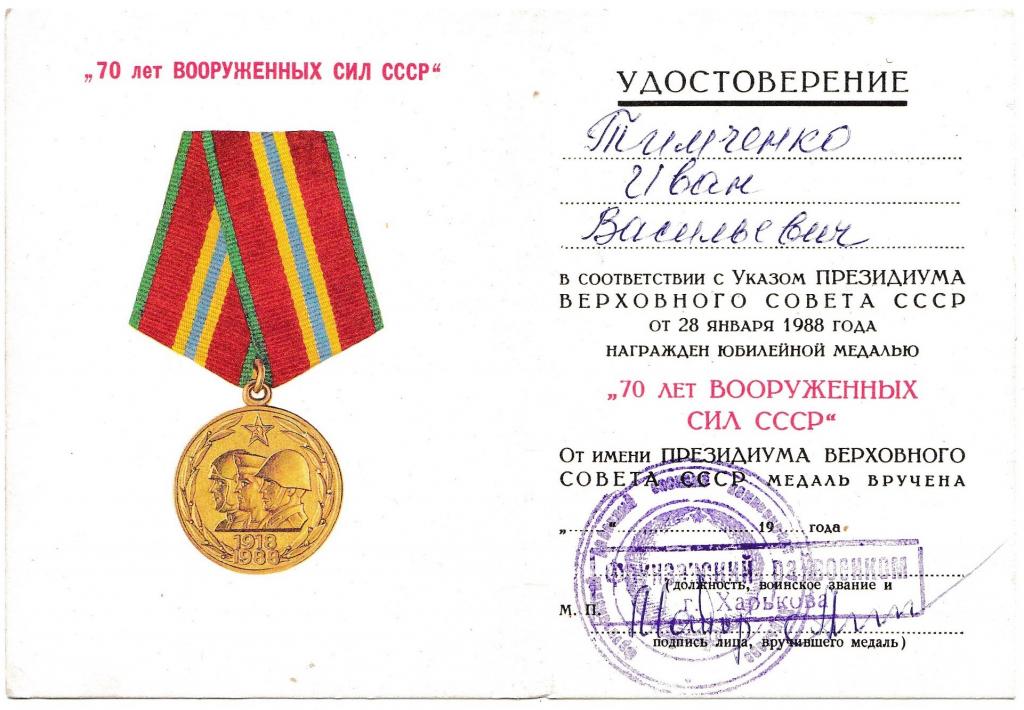 „70 лет ВООРУЖЕННЫХ СИЛ СССР“
1918
1988
УДОСТОВЕРЕНИЕ
Тимченко
Иван
Васильевич
в соответствии с Указом ПРЕЗИДИУМА
ВЕРХОВНОГО СОВЕТА СССР
от 28 января 1988 года
награжден юбилейной медалью
„70 лет ВООРУЖЕННЫХ
СИЛ СССР“
От имени ПРЕЗИДИУМА ВЕРХОВНОГО
СОВЕТА СССР медаль вручена
„ “ 19 года
райвоенком
(должность, воинское звание и
г. Харькова
М. П.
подпись лица, вручившего медаль)